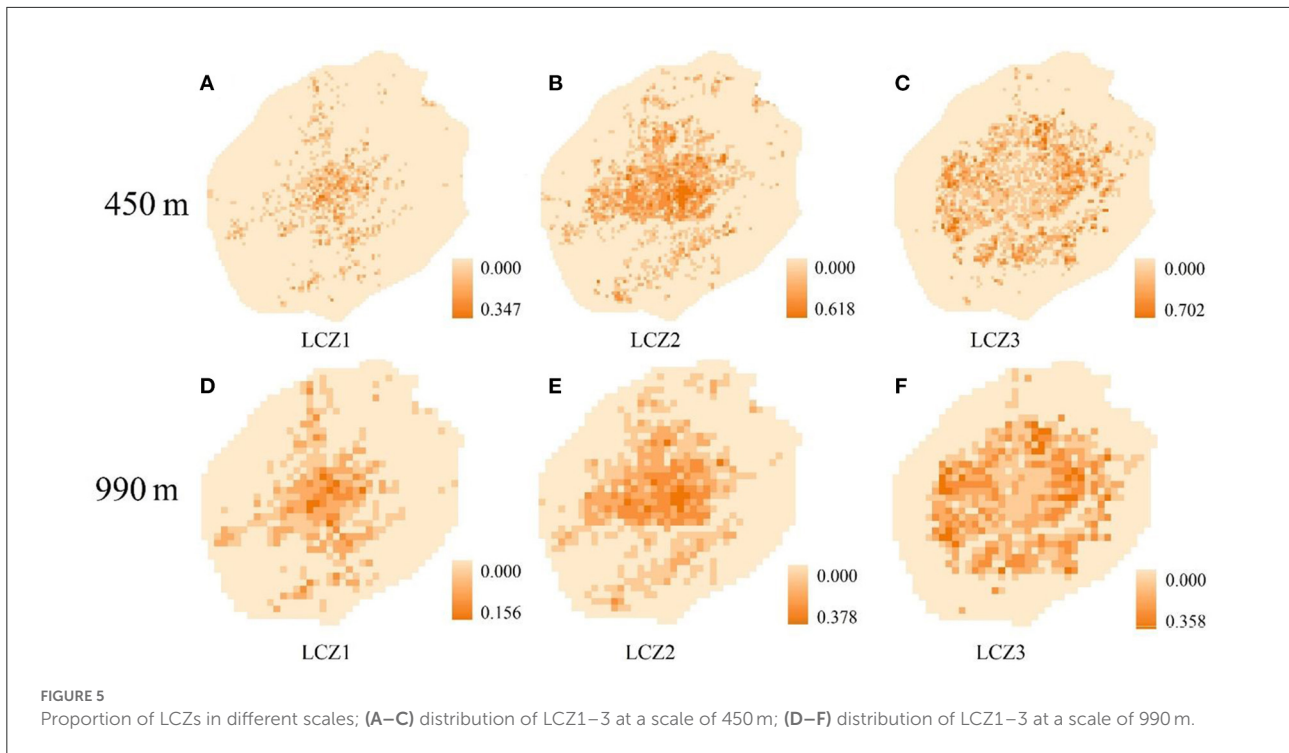 A
B
C
450 m
0.000
0.347
0.000
0.618
0.000
0.702
LCZ1
LCZ2
LCZ3
D
E
F
990 m
0.000
0.156
0.000
0.378
0.000
0.358
LCZ1
LCZ2
LCZ3
FIGURE 5
Proportion of LCZs in different scales; (A–C) distribution of LCZ1–3 at a scale of 450 m; (D–F) distribution of LCZ1–3 at a scale of 990 m.